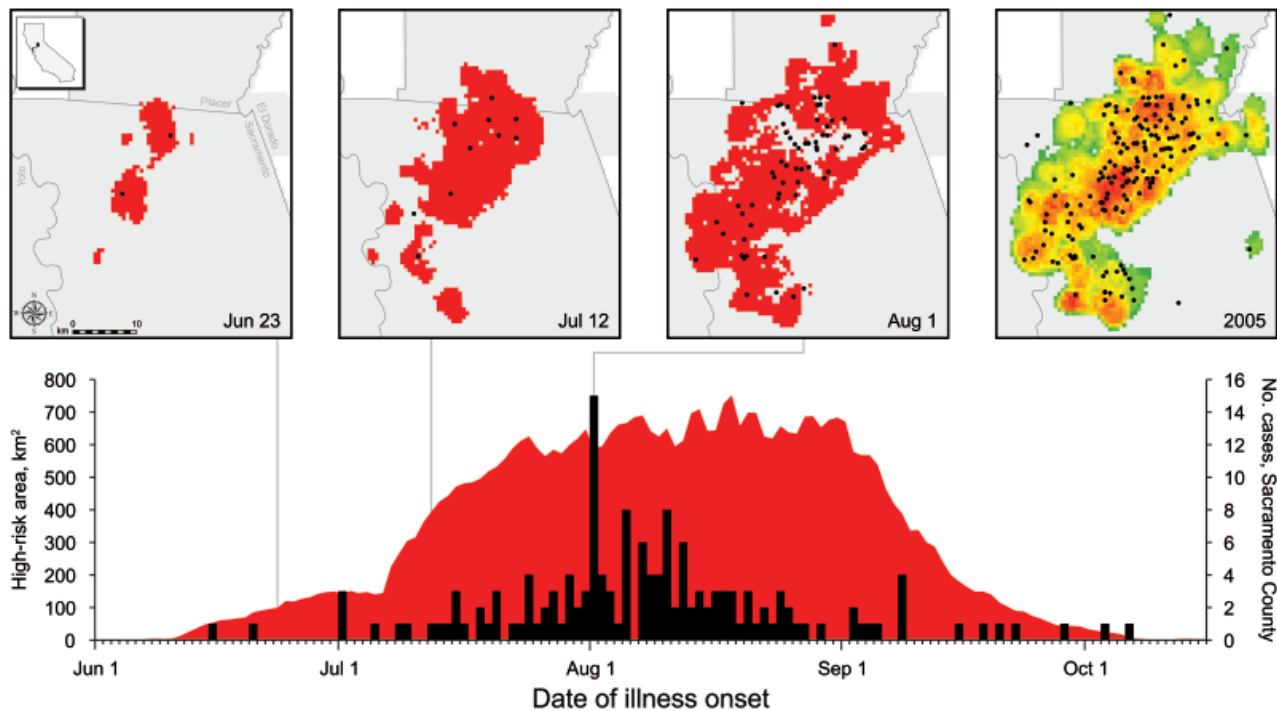 Placer
El Dorado
Sacramento
Yolo
N
W E
S
0 10
km
Jun 23
Jul 12
Aug 1
2005
800
700
600
500
400
300
200
100
0
High-risk area, km²
16
14
12
10
8
6
4
2
0
No. cases, Sacramento County
Jun 1 Jul 1 Aug 1 Sep 1 Oct 1
Date of illness onset